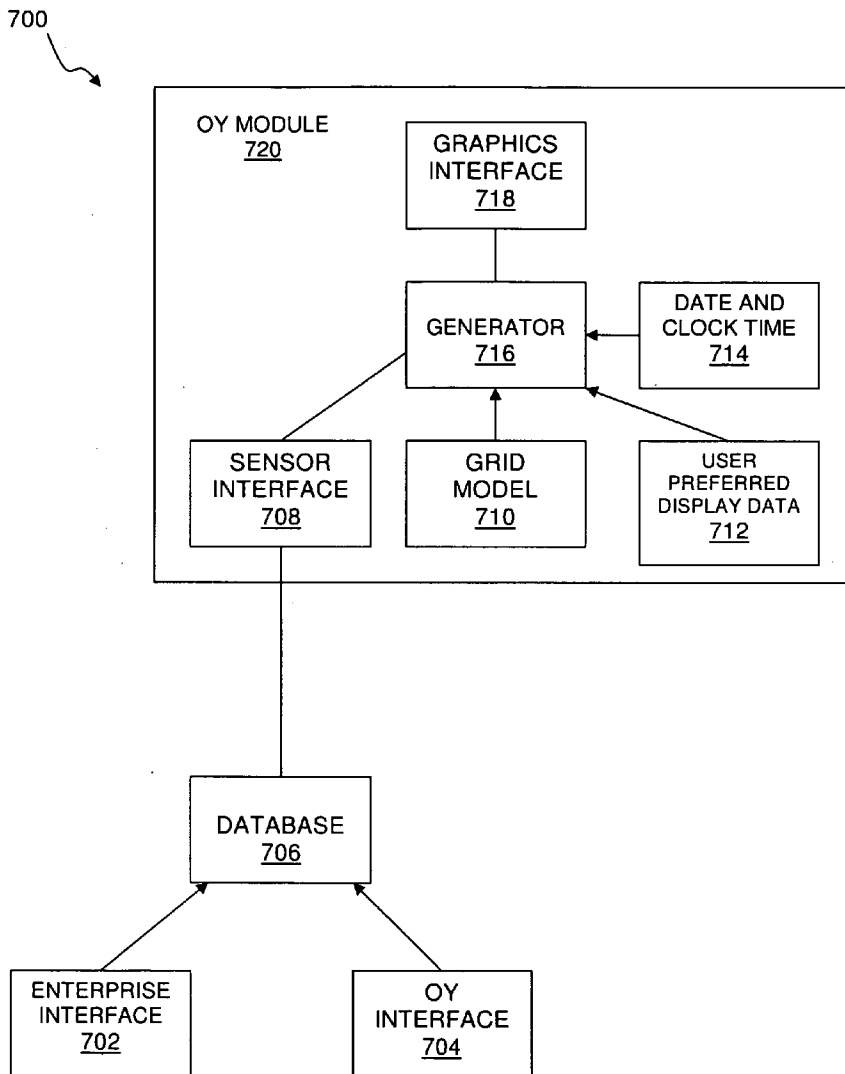 700
OY MODULE
720
GRAPHICS
INTERFACE
718
GENERATOR
716
DATE AND
CLOCK TIME
714
SENSOR
INTERFACE
708
GRID
MODEL
710
USER
PREFERRED
DISPLAY DATA
712
DATABASE
706
ENTERPRISE
INTERFACE
702
OY
INTERFACE
704